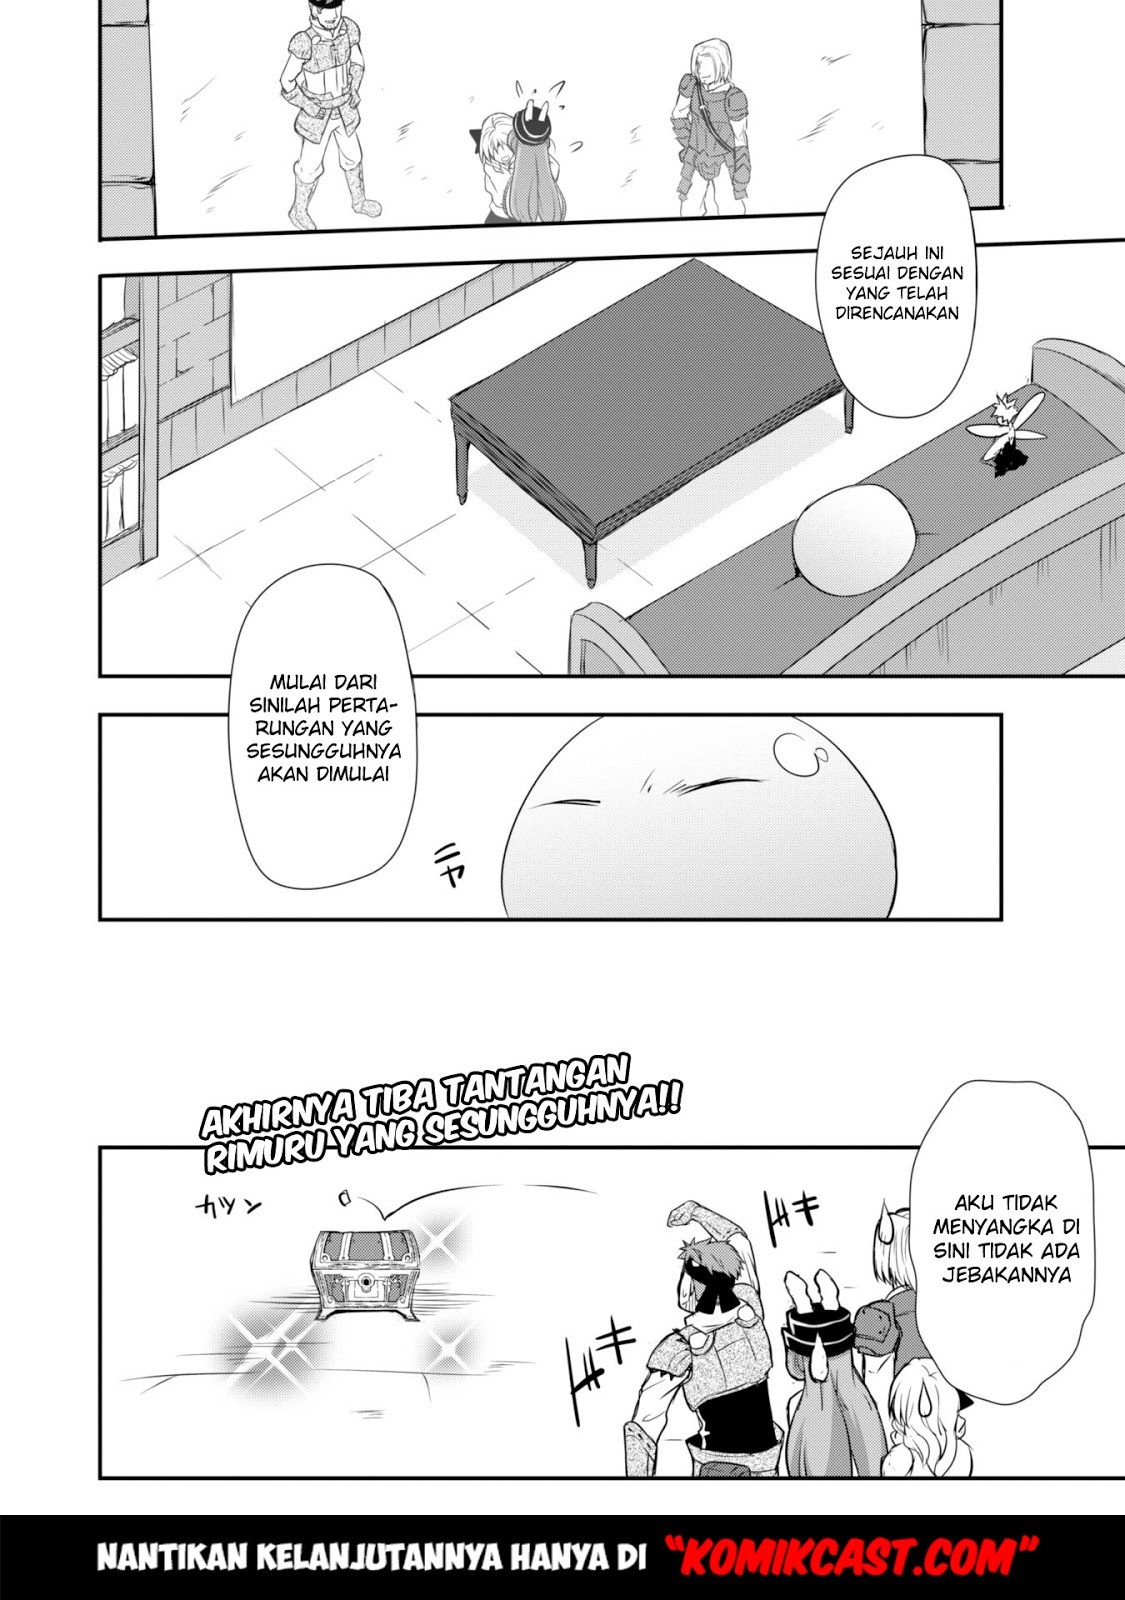 SEJAUH INI
SESUAI DENGAN
YANG TELAH
DIRENCANAKAN
MULAI DARI
SINILAH PERTA-
RUNGAN YANG
SESUNGGUHNYA
AKAN DIMULAI
ニヤ
AKHIRNYA TIBA TANTANGAN
RIMURU YANG SESUNGGUHNYA!!
カツン
ドキ
ドキ
AKU TIDAK
MENYANGKA DI
SINI TIDAK ADA
JEBAKANNYA
NANTIKAN KELANJUTANNYA HANYA DI "KOMIKCAST.COM"